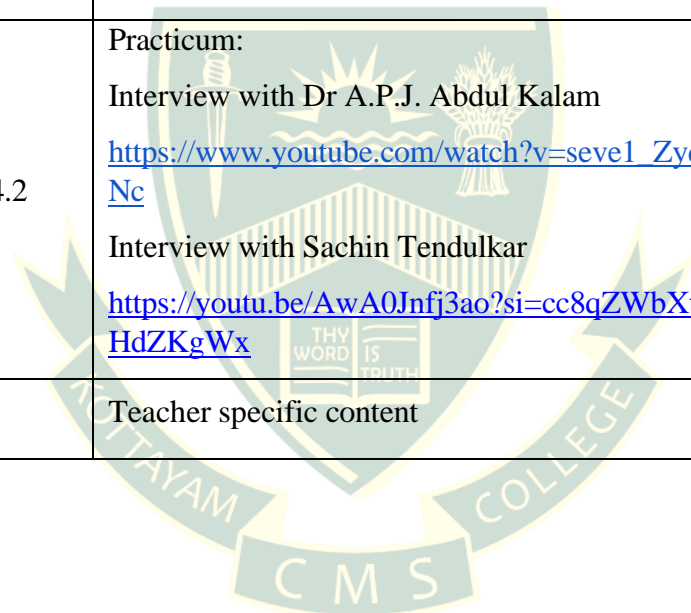 Practicum:
Interview with Dr A.P.J. Abdul Kalam
https://www.youtube.com/watch?v=seve1_Zy
4.2
Nc
Interview with Sachin Tendulkar
https://youtu.be/AwA0Jnfj3ao?si=cc8qZWbX
HdZKgWx
THY
WORD IS
TRUTH
Teacher specific content
KOTTAYAM
COLLEGE
CMS